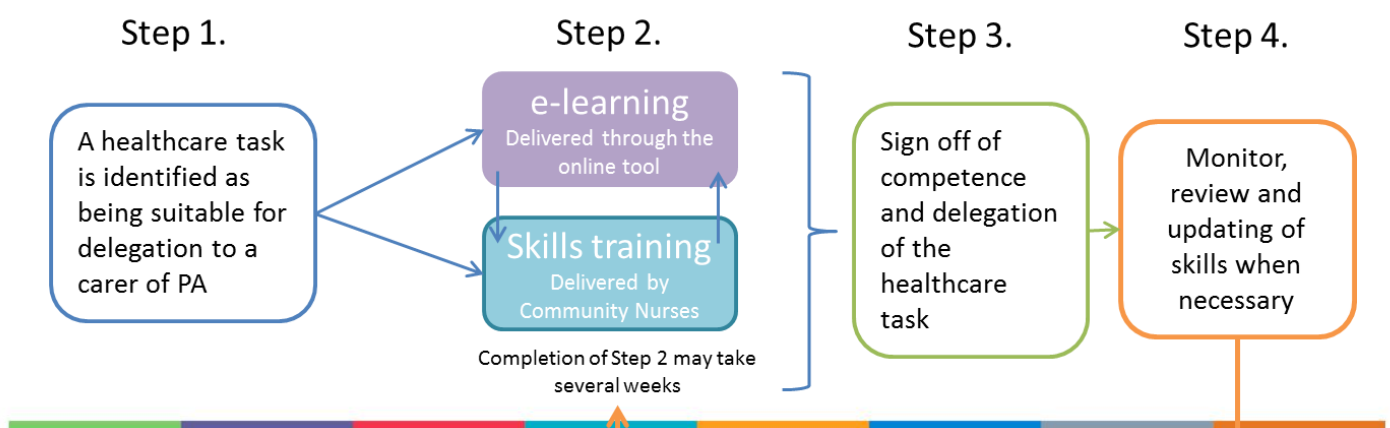 Step 1.
Step 2.
Step 3.
Step 4.
A healthcare task
is identified as
being suitable for
delegation to a
carer of PA
e-learning
Delivered through the
online tool
Skills training
Delivered by
Community Nurses
Completion of Step 2 may take
several weeks
Sign off of
competence
and delegation
of the
healthcare
task
Monitor,
review and
updating of
skills when
necessary